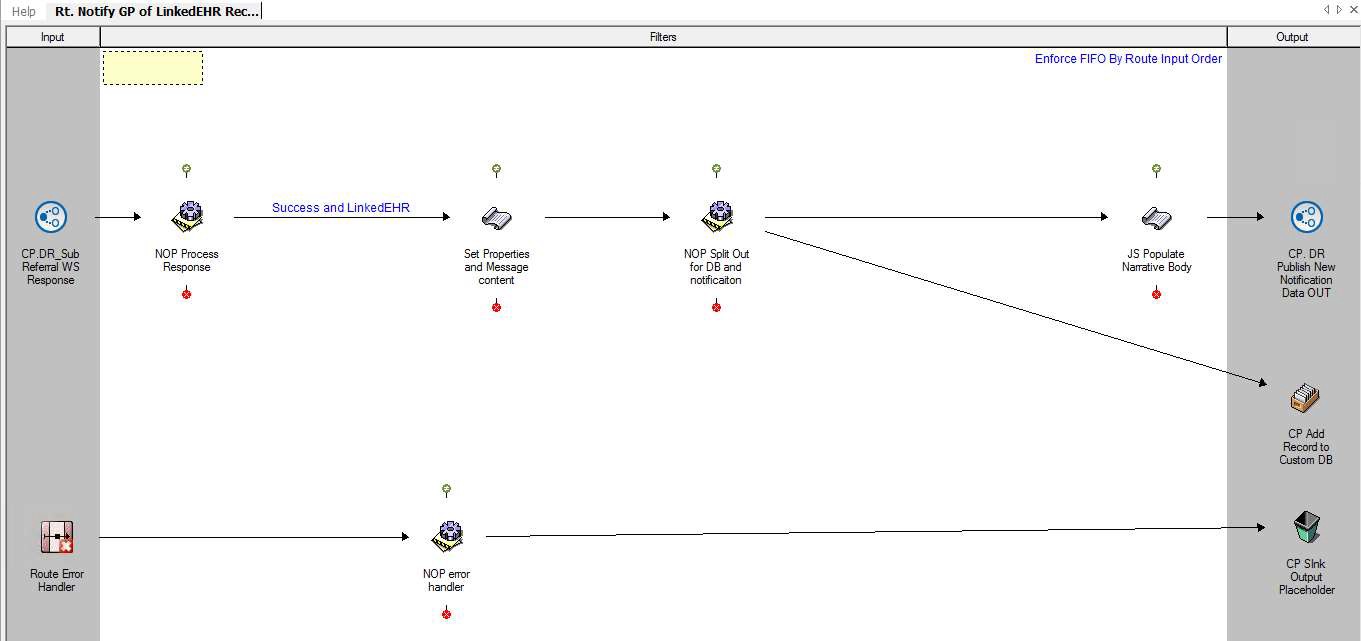 Help
Rt. Notify GP of LinkedEHR Rec...
Input
Filters
Output
Enforce FIFO By Route Input Order
Success and LinkedEHR
CP.DR_Sub
Referral WS
Response
NOP Process
Response
Set Properties
and Message
content
NOP Split Out
for DB and
notificaiton
JS Populate
Narrative Body
CP. DR
Publish New
Notification
Data OUT
CP Add
Record to
Custom DB
Route Error
Handler
NOP error
handler
CP SInk
Output
Placeholder